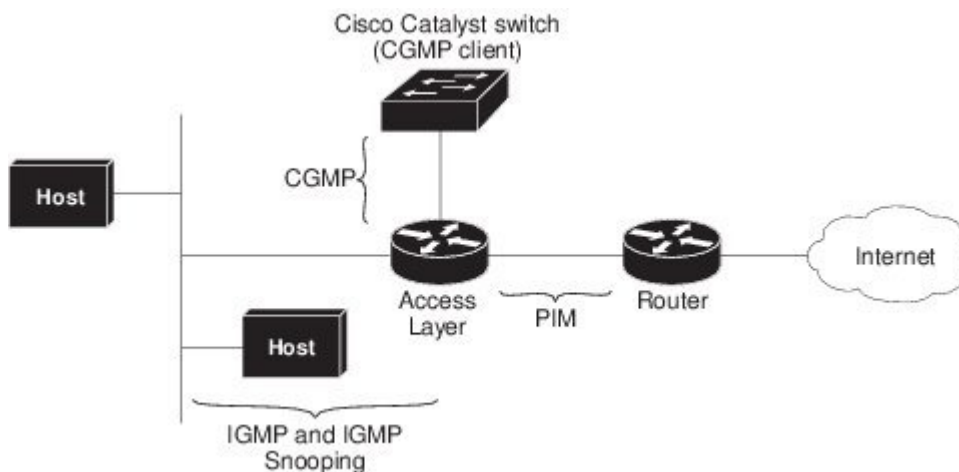 Cisco Catalyst switch
(CGMP client)
Host
CGMP
Internet
Access
Layer
PIM
Router
Host
IGMP and IGMP
Snooping